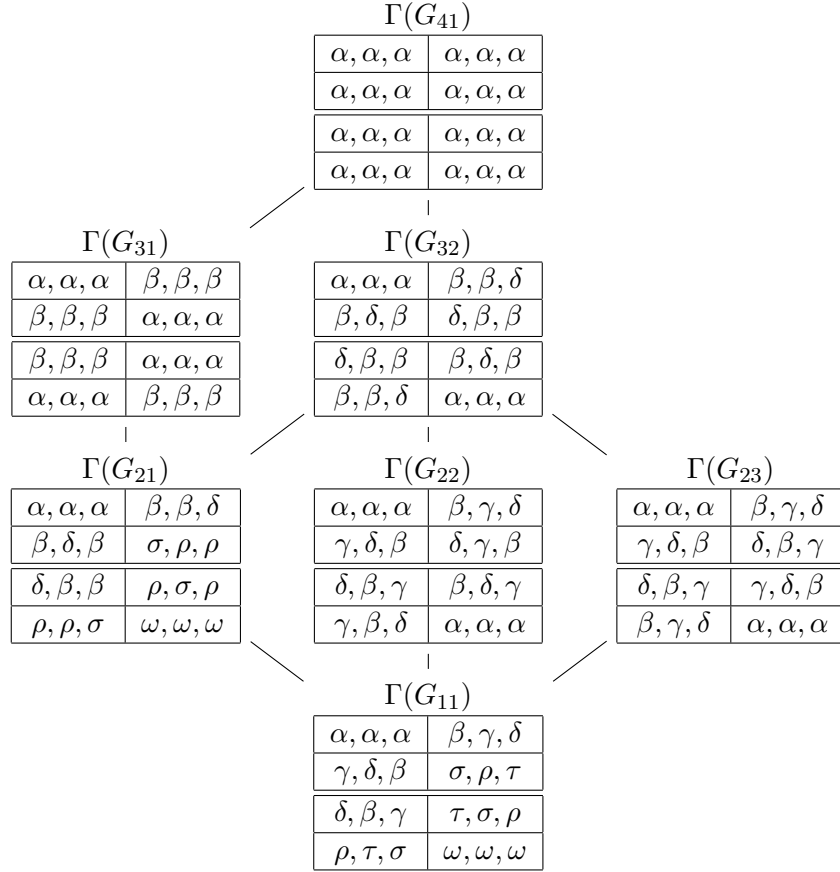 Γ(G₄₁)
α, α, α α, α, α
α, α, α α, α, α
α, α, α α, α, α
α, α, α α, α, α
Γ(G₃₁) Γ(G₃₂)
α, α, α β, β, β α, α, α β, β, δ
β, β, β α, α, α β, δ, β δ, β, β
β, β, β α, α, α δ, β, β β, δ, β
α, α, α β, β, β β, β, δ α, α, α
Γ(G₂₁) Γ(G₂₂) Γ(G₂₃)
α, α, α β, β, δ α, α, α β, γ, δ α, α, α β, γ, δ
β, δ, β σ, ρ, ρ γ, δ, β δ, γ, β γ, δ, β δ, β, γ
δ, β, β ρ, σ, ρ δ, β, γ β, δ, γ δ, β, γ γ, δ, β
ρ, ρ, σ ω, ω, ω γ, β, δ α, α, α β, γ, δ α, α, α
Γ(G₁₁)
α, α, α β, γ, δ
γ, δ, β σ, ρ, τ
δ, β, γ τ, σ, ρ
ρ, τ, σ ω, ω, ω